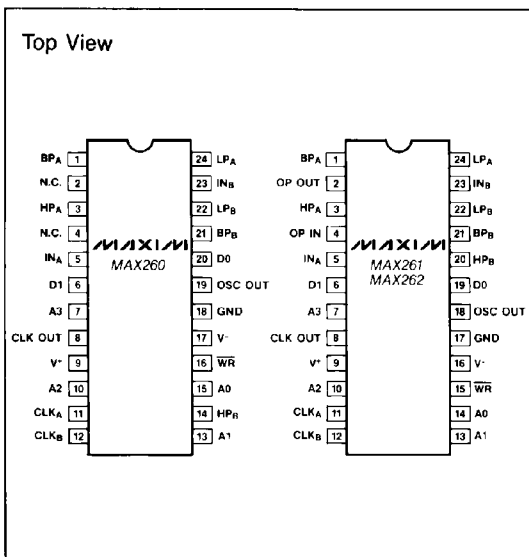 Top View
BPA 1
N.C. 2
HPA 3
N.C. 4
INA 5
D1 6
A3 7
CLK OUT 8
V+ 9
A2 10
CLKA 11
CLKB 12
MAXIM
MAX260
24 LPA
23 INB
22 LPB
21 BPB
20 D0
19 OSC OUT
18 GND
17 V-
16 WR
15 A0
14 HPB
13 A1
BPA 1
OP OUT 2
HPA 3
OP IN 4
INA 5
D1 6
A3 7
CLK OUT 8
V+ 9
A2 10
CLKA 11
CLKB 12
MAXIM
MAX261
MAX262
24 LPA
23 INB
22 LPB
21 BPB
20 HPB
19 D0
18 OSC OUT
17 GND
16 V-
15 WR
14 A0
13 A1